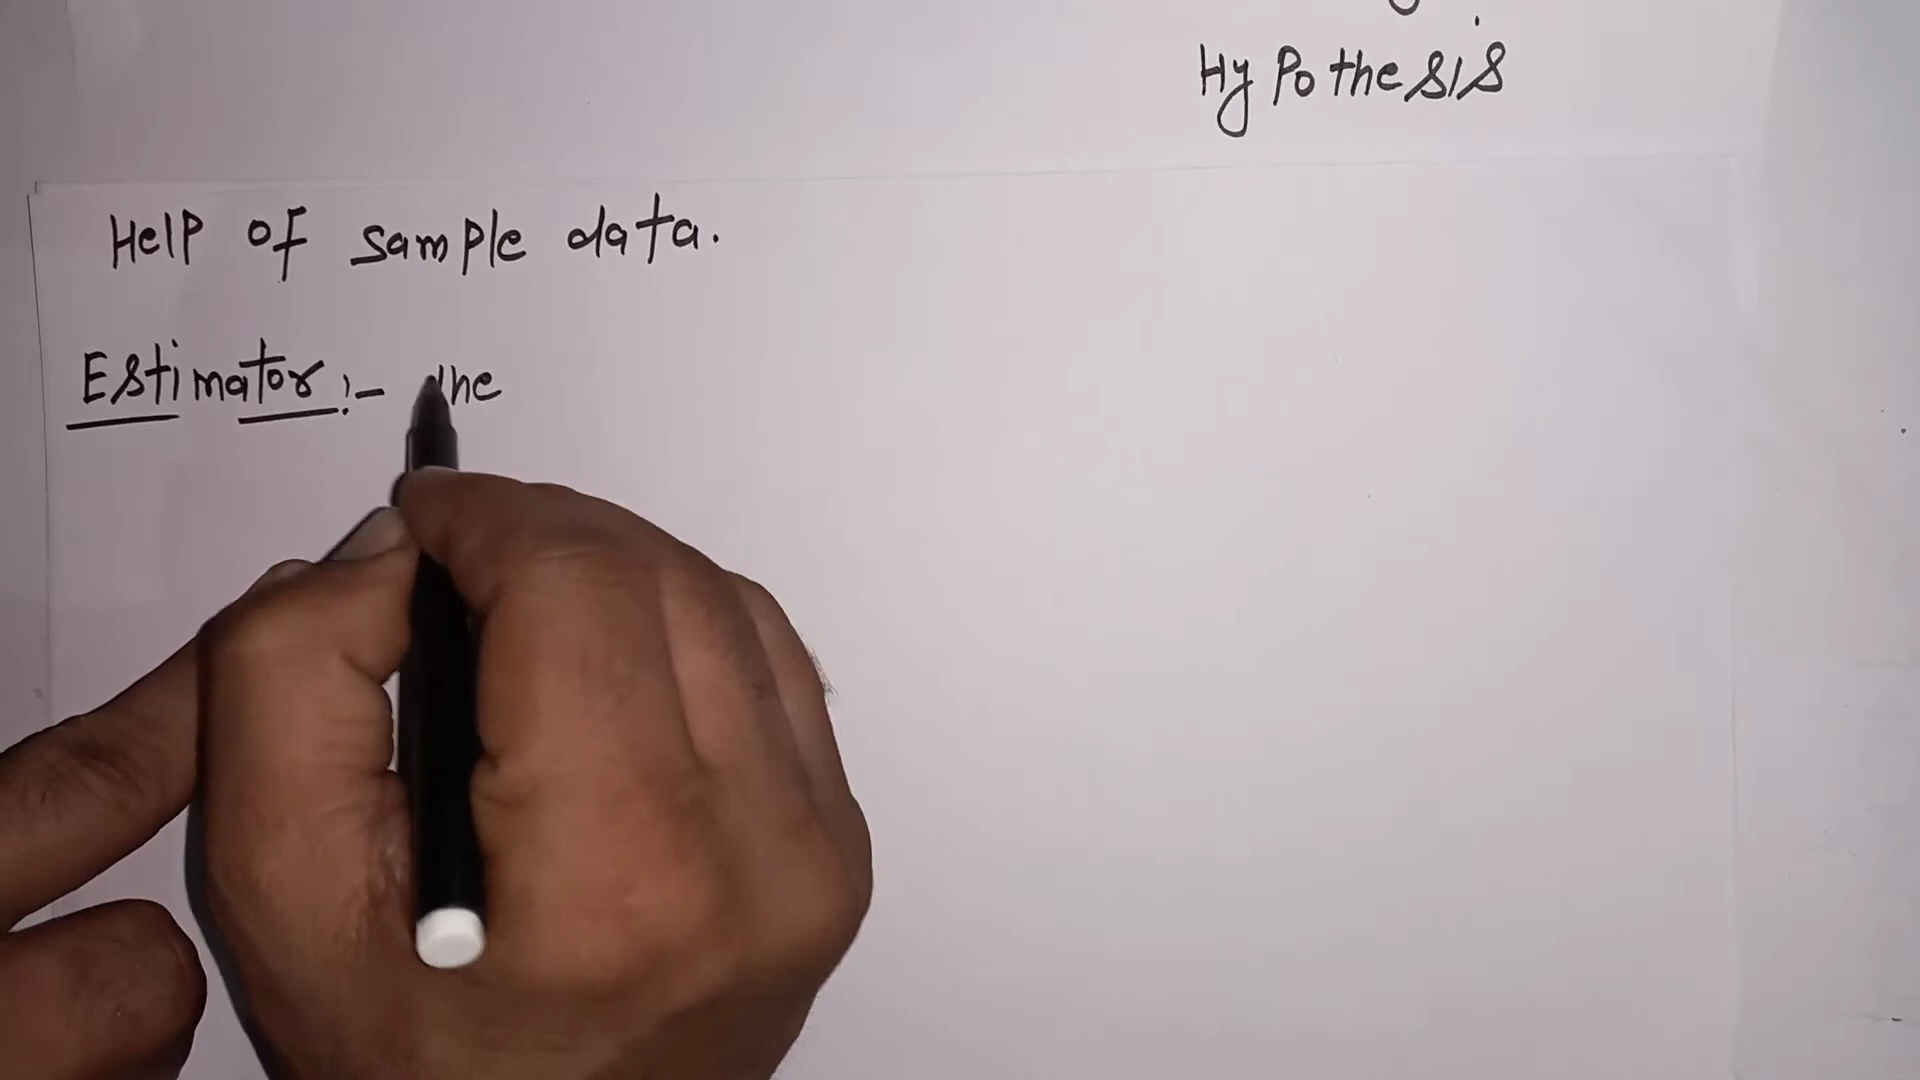 Hypothesis
Help of sample data.
Estimator :- the